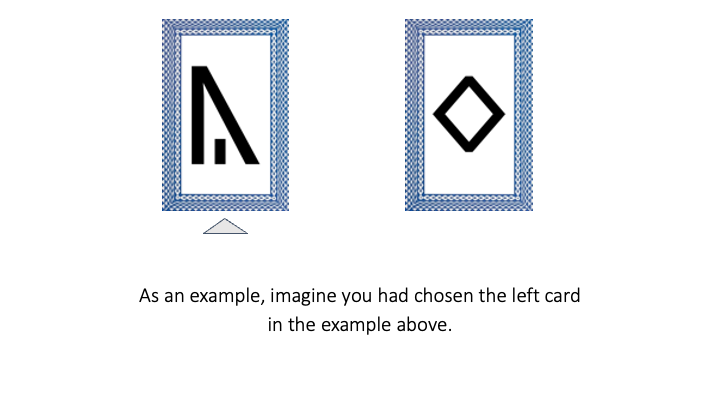 As an example, imagine you had chosen the left card
in the example above.